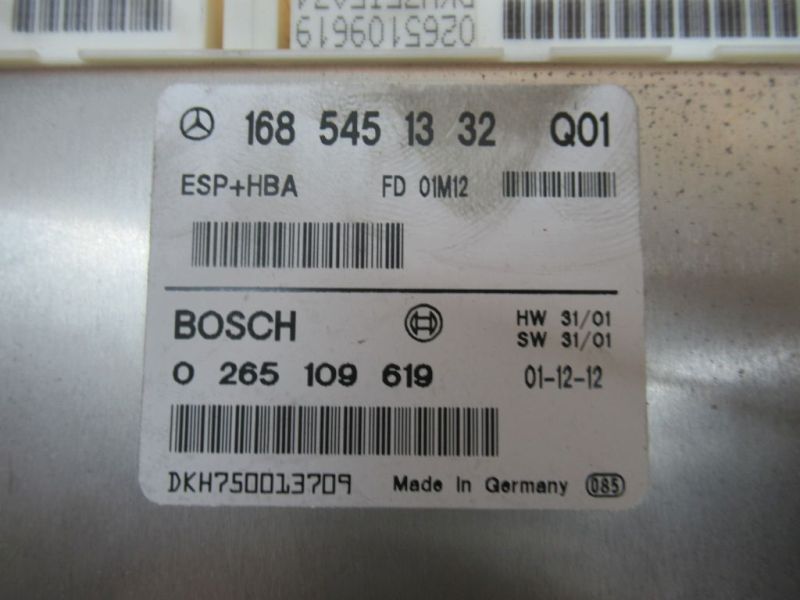 0265109619
168 545 13 32 Q01
ESP+HBA FD 01M12
BOSCH HW 31/01
SW 31/01
0 265 109 619 01-12-12
DKH750013709 Made in Germany 085